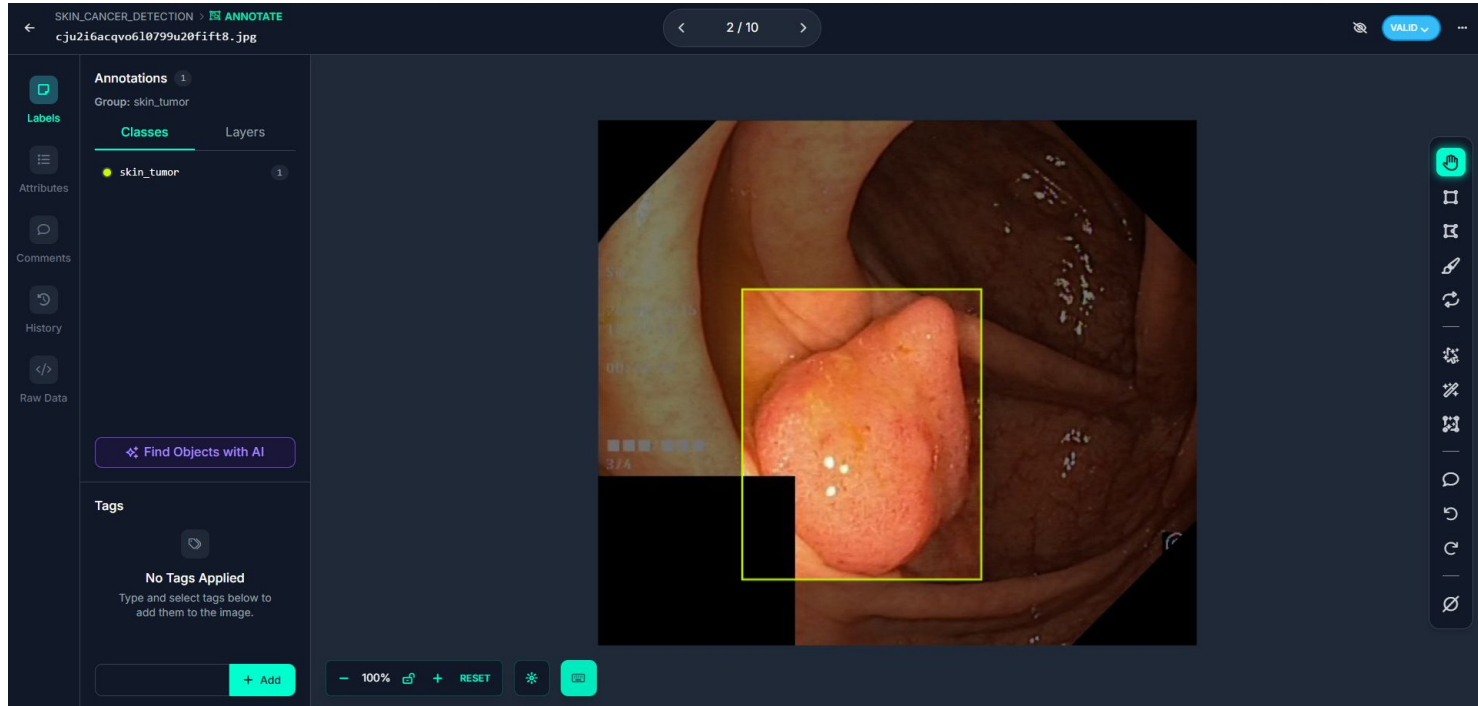 SKIN_CANCER_DETECTION > ANNOTATE
cju2i6acqvo6l0799u20fift8.jpg
2 / 10
VALID
Labels
Attributes
Comments
History
</>
Raw Data
Annotations 1
Group: skin_tumor
Classes Layers
skin_tumor 1
Find Objects with AI
Tags
No Tags Applied
Type and select tags below to
add them to the image.
+ Add
3/4
− 100% + RESET